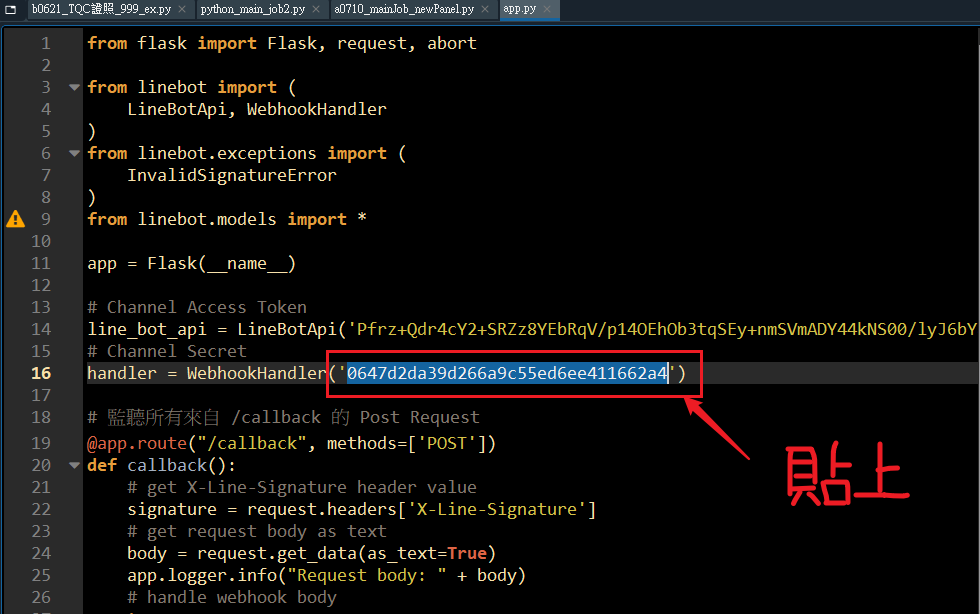 b0621_TQC證照_999_ex.py × python_main_job2.py × a0710_mainJob_newPanel.py × app.py ×
1 from flask import Flask, request, abort
2
3 from linebot import (
4 LineBotApi, WebhookHandler
5 )
6 from linebot.exceptions import (
7 InvalidSignatureError
8 )
9 from linebot.models import *
10
11 app = Flask(__name__)
12
13 # Channel Access Token
14 line_bot_api = LineBotApi('Pfrz+Qdr4cY2+SRZz8YEbRqV/p14OEhOb3tqSEy+nmSVmADY44kNS00/lyJ6bY
15 # Channel Secret
16 handler = WebhookHandler('0647d2da39d266a9c55ed6ee411662a4')
17
18 # 監聽所有來自 /callback 的 Post Request
19 @app.route("/callback", methods=['POST'])
20 def callback():
21 # get X-Line-Signature header value
22 signature = request.headers['X-Line-Signature']
23 # get request body as text
24 body = request.get_data(as_text=True)
25 app.logger.info("Request body: " + body)
26 # handle webhook body
貼上